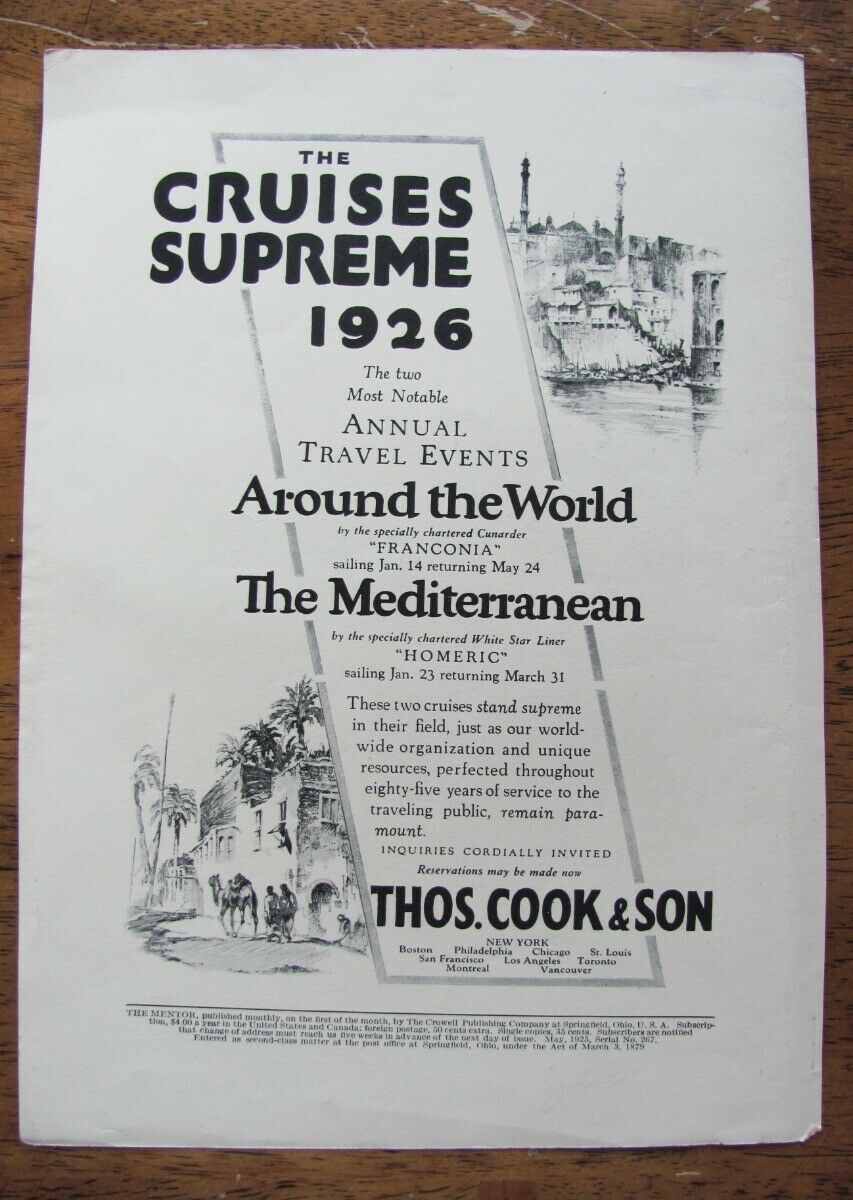 THE
CRUISES
SUPREME
1926
The two
Most Notable
ANNUAL
TRAVEL EVENTS
Around the World
by the specially chartered Cunarder
"FRANCONIA"
sailing Jan. 14 returning May 24
The Mediterranean
by the specially chartered White Star Liner
"HOMERIC"
sailing Jan. 23 returning March 31
These two cruises stand supreme
in their field, just as our world-
wide organization and unique
resources, perfected throughout
eighty-five years of service to the
traveling public, remain para-
mount.
INQUIRIES CORDIALLY INVITED
Reservations may be made now
THOS. COOK & SON
NEW YORK
Boston Philadelphia Chicago St. Louis
San Francisco Los Angeles Toronto
Montreal Vancouver
THE MENTOR, published monthly, on the first of the month, by The Crowell Publishing Company at Springfield, Ohio, U. S. A. Subscrip-
tion, $4.00 a year in the United States and Canada; foreign postage, 50 cents extra. Single copies, 35 cents. Subscribers are notified
that change of address must reach us five weeks in advance of the next day of issue. May, 1925, Serial No. 267.
Entered as second-class matter at the post office at Springfield, Ohio, under the Act of March 3, 1879